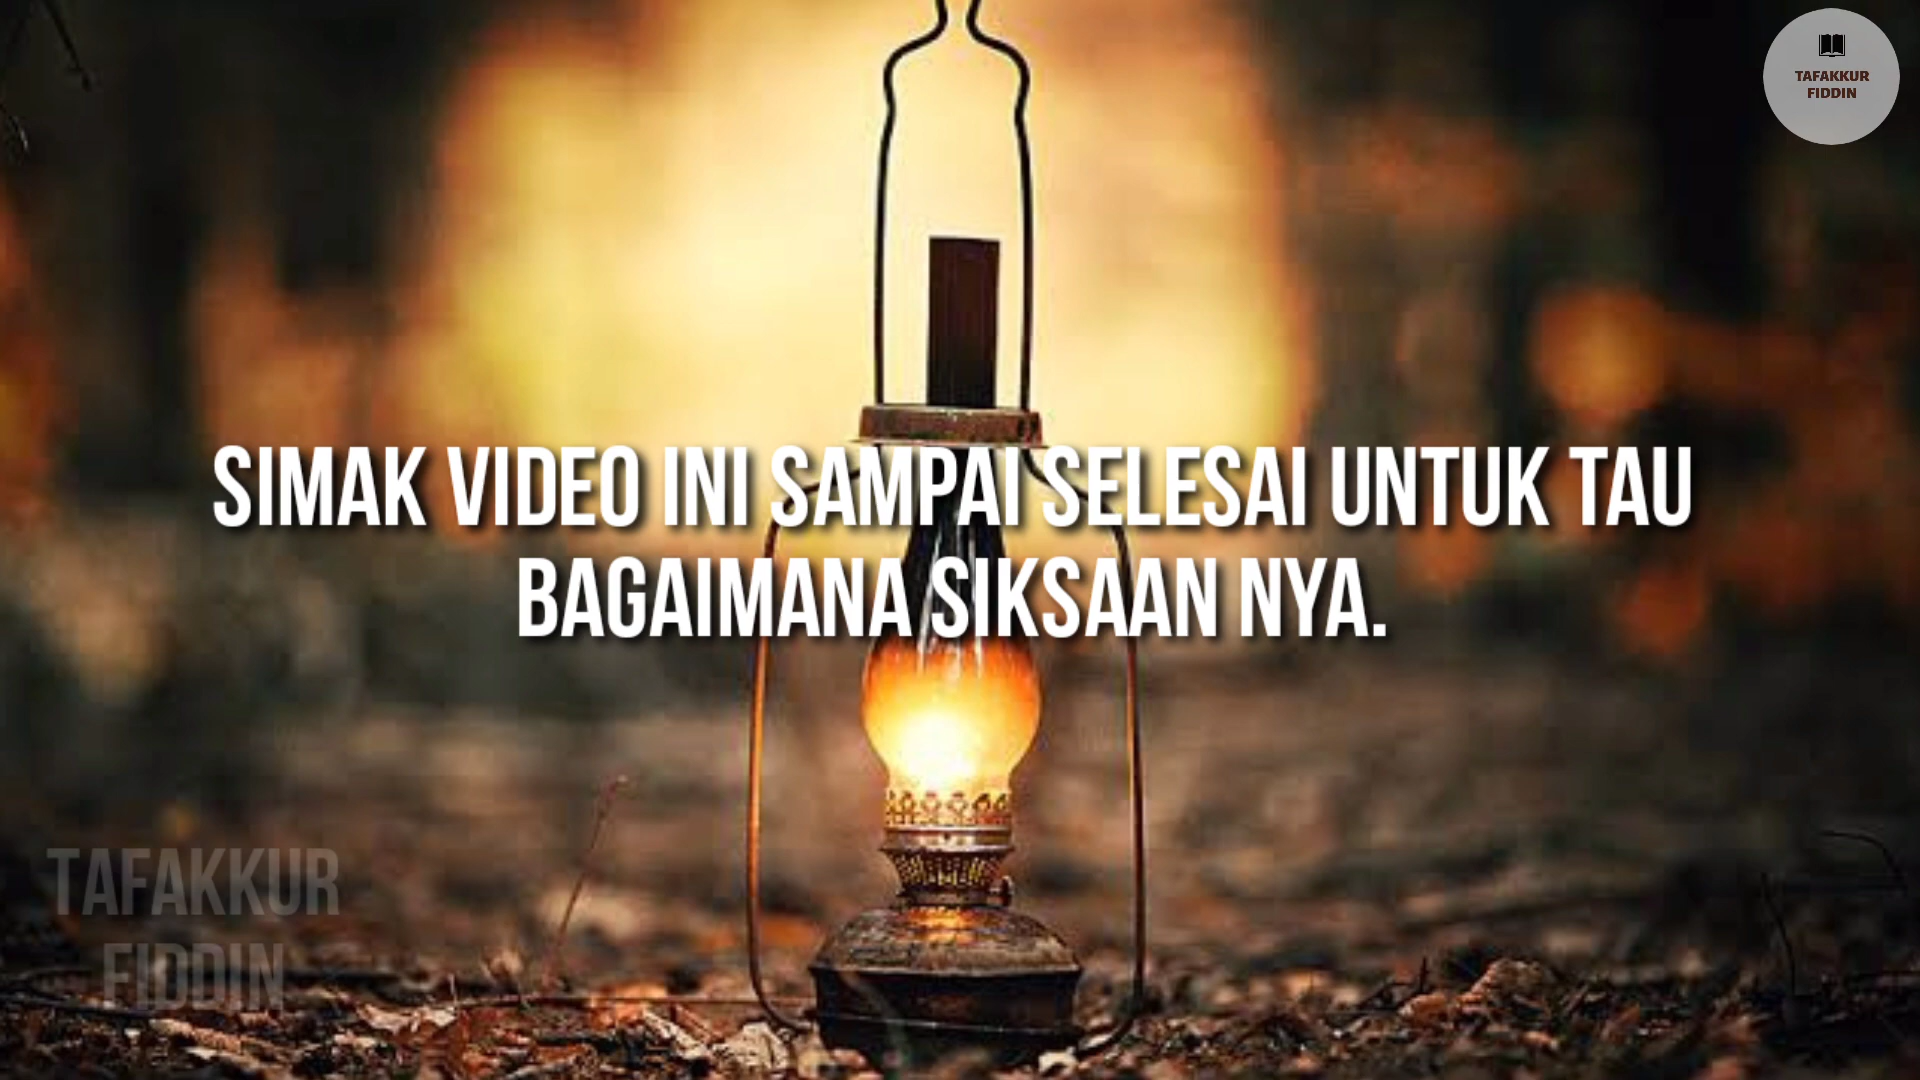 TAFAKKUR
FIDDIN
SIMAK VIDEO INI SAMPAI SELESAI UNTUK TAU
BAGAIMANA SIKSAAN NYA.
TAFAKKUR
FIDDIN